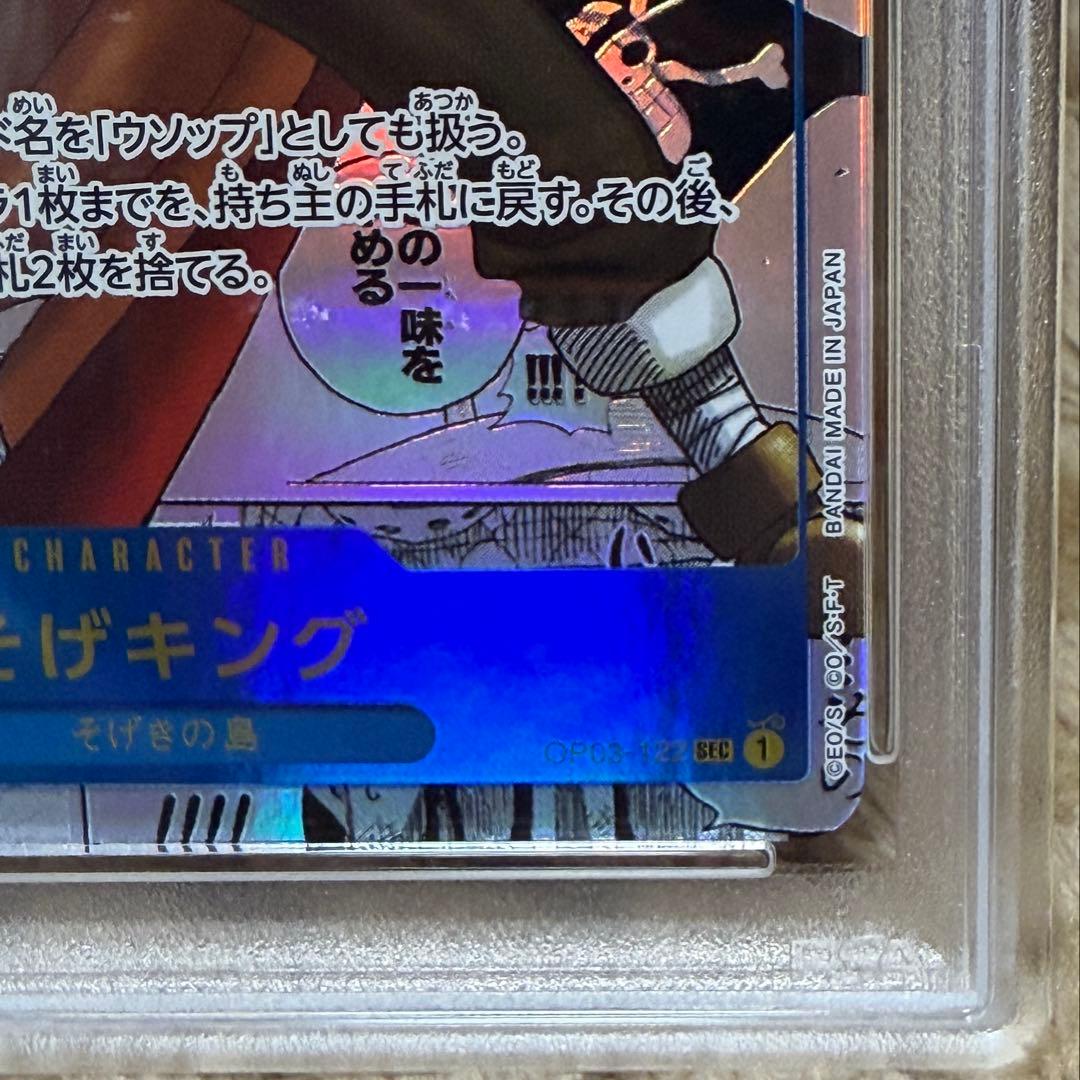 名を「ウソップ」としても扱う。
1枚までを、持ち主の手札に戻す。その後、
札2枚を捨てる。
の一味を
める
!!!
BANDAI MADE IN JAPAN
CHARACTER
そげキング
そげきの島
OP03-122 SEC 1
©EO/S, CO/S・F・T
PSA